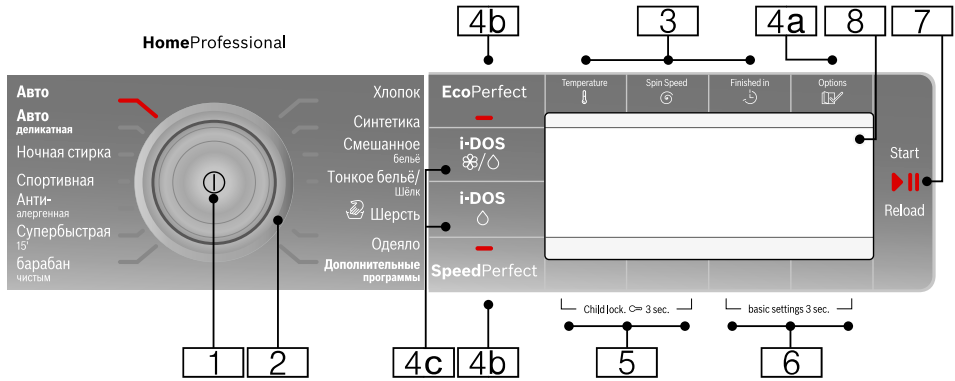 4b
3
4a
8
7
HomeProfessional
Авто
Авто
деликатная
Ночная стирка
Спортивная
Анти-
алергенная
Супербыстрая
15'
барабан
чистым
Хлопок
Синтетика
Смешанное
бельё
Тонкое бельё/
Шёлк
Шерсть
Одеяло
Дополнительные
программы
EcoPerfect
i-DOS
i-DOS
SpeedPerfect
Temperature
Spin Speed
Finished in
Options
Start
Reload
Child lock. 3 sec.
basic settings 3 sec.
1
2
4c
4b
5
6